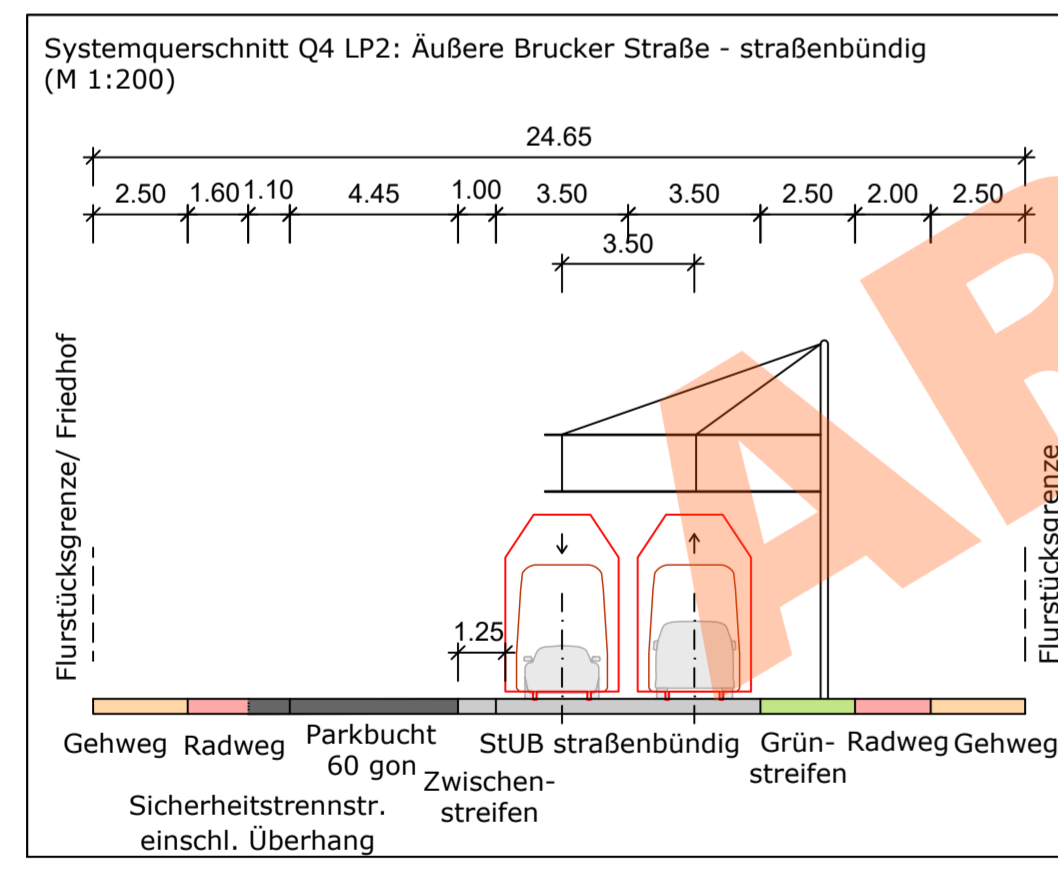 Systemquerschnitt Q4 LP2: Äußere Brucker Straße - straßenbündig
(M 1:200)
24.65
2.50 1.60 1.10 4.45 1.00 3.50 3.50 2.50 2.00 2.50
3.50
Flurstücksgrenze/ Friedhof
Flurstücksgrenze
1.25
Gehweg Radweg Parkbucht StUB straßenbündig Grün- Radweg Gehweg
60 gon streifen
Zwischen-
streifen
Sicherheitstrennstr.
einschl. Überhang